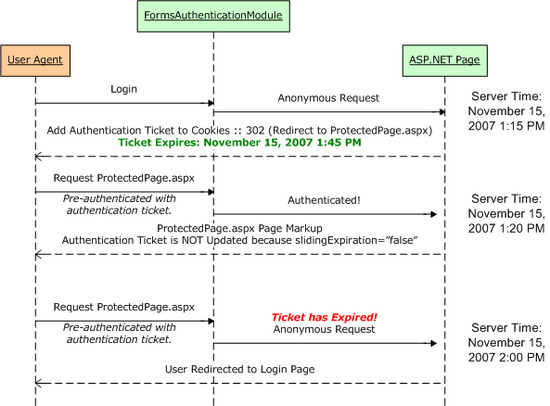 FormsAuthenticationModule
User Agent
ASP.NET Page
Login
Anonymous Request
Server Time:
November 15,
2007 1:15 PM
Add Authentication Ticket to Cookies :: 302 (Redirect to ProtectedPage.aspx)
Ticket Expires: November 15, 2007 1:45 PM
Request ProtectedPage.aspx
Pre-authenticated with
authentication ticket.
Authenticated!
Server Time:
November 15,
2007 1:20 PM
ProtectedPage.aspx Page Markup
Authentication Ticket is NOT Updated because slidingExpiration="false"
Request ProtectedPage.aspx
Pre-authenticated with
authentication ticket.
Ticket has Expired!
Anonymous Request
Server Time:
November 15,
2007 2:00 PM
User Redirected to Login Page